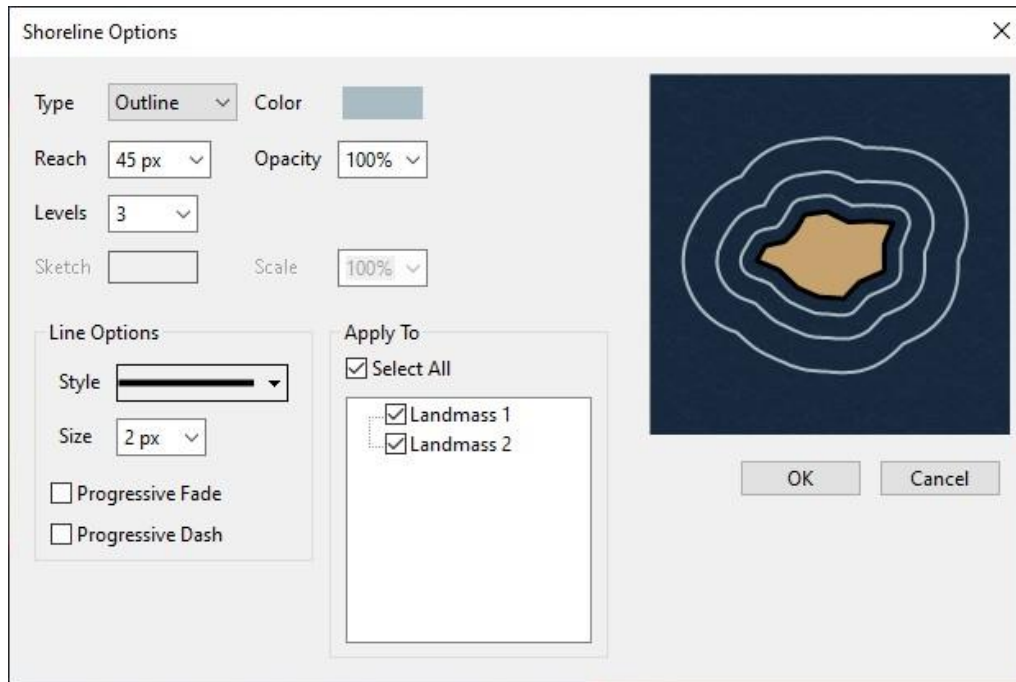 Shoreline Options
Type Outline Color
Reach 45 px Opacity 100%
Levels 3
Sketch Scale 100%
Line Options
Style
Size 2 px
Progressive Fade
Progressive Dash
Apply To
Select All
Landmass 1
Landmass 2
OK Cancel